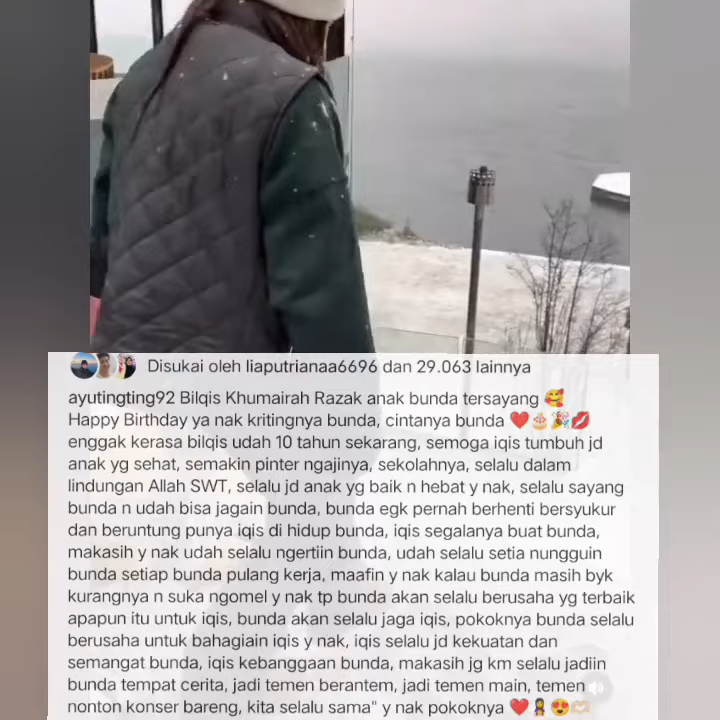 Disukai oleh liaputrianaa6696 dan 29.063 lainnya
ayutingting92 Bilqis Khumairah Razak anak bunda tersayang 🥰
Happy Birthday ya nak kritingnya bunda, cintanya bunda ❤️🎂🎉💋
enggak kerasa bilqis udah 10 tahun sekarang, semoga iqis tumbuh jd
anak yg sehat, semakin pinter ngajinya, sekolahnya, selalu dalam
lindungan Allah SWT, selalu jd anak yg baik n hebat y nak, selalu sayang
bunda n udah bisa jagain bunda, bunda egk pernah berhenti bersyukur
dan beruntung punya iqis di hidup bunda, iqis segalanya buat bunda,
makasih y nak udah selalu ngertiin bunda, udah selalu setia nungguin
bunda setiap bunda pulang kerja, maafin y nak kalau bunda masih byk
kurangnya n suka ngomel y nak tp bunda akan selalu berusaha yg terbaik
apapun itu untuk iqis, bunda akan selalu jaga iqis, pokoknya bunda selalu
berusaha untuk bahagiain iqis y nak, iqis selalu jd kekuatan dan
semangat bunda, iqis kebanggaan bunda, makasih jg km selalu jadiin
bunda tempat cerita, jadi temen berantem, jadi temen main, temen
nonton konser bareng, kita selalu sama" y nak pokoknya ❤️👩‍👧😍🫶🏻